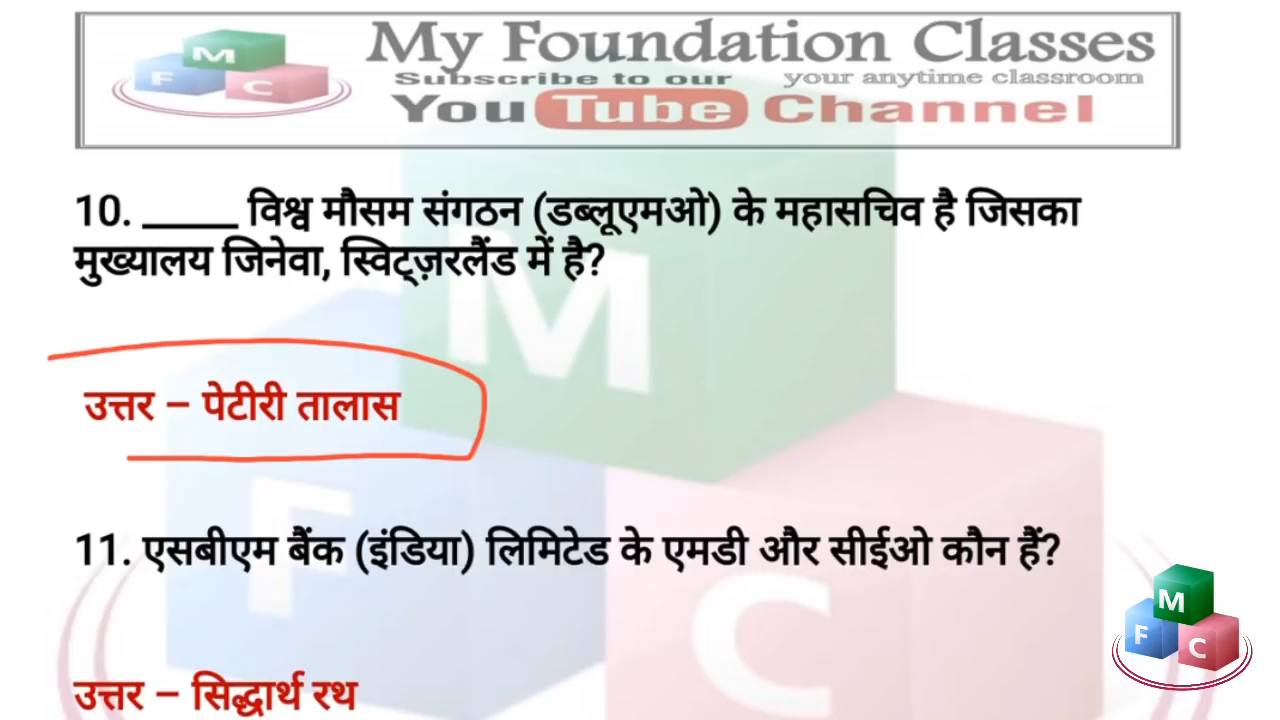 My Foundation Classes
Subscribe to our your anytime classroom
YouTube Channel
M
F C
10. _____ विश्व मौसम संगठन (डब्लूएमओ) के महासचिव है जिसका
मुख्यालय जिनेवा, स्विट्ज़रलैंड में है?
M
उत्तर – पेटीरी तालास
F
11. एसबीएम बैंक (इंडिया) लिमिटेड के एमडी और सीईओ कौन हैं?
C
M
F C
उत्तर – सिद्धार्थ रथ